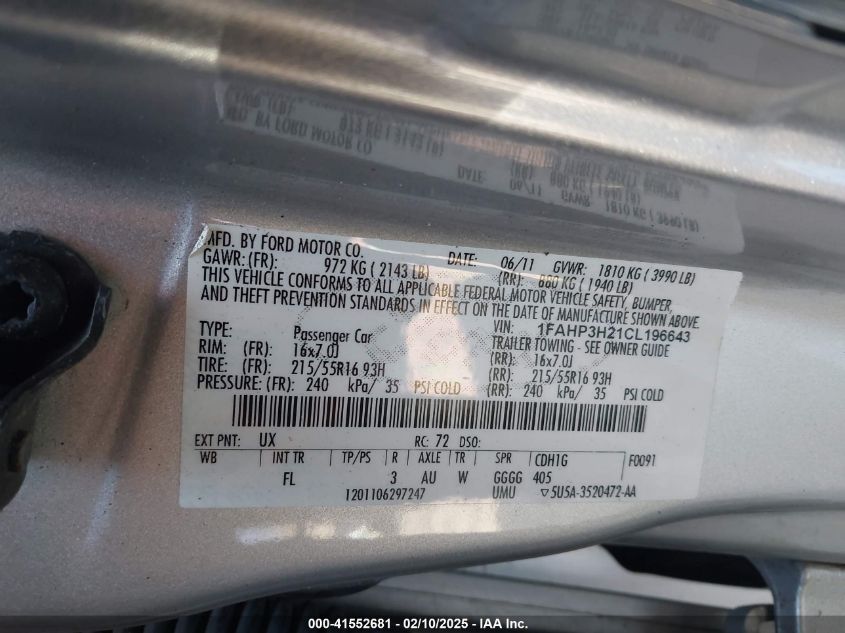 MFD. BY FORD MOTOR CO. DATE: 06/11 GVWR: 1810 KG ( 3990 LB)
GAWR: (FR): 972 KG ( 2143 LB) (RR): 880 KG ( 1940 LB)
THIS VEHICLE CONFORMS TO ALL APPLICABLE FEDERAL MOTOR VEHICLE SAFETY, BUMPER,
AND THEFT PREVENTION STANDARDS IN EFFECT ON THE DATE OF MANUFACTURE SHOWN ABOVE.
VIN: 1FAHP3H21CL196643
TYPE: Passenger Car TRAILER TOWING - SEE OWNER GUIDE
RIM: (FR): 16x7.0J (RR): 16x7.0J
TIRE: (FR): 215/55R16 93H (RR): 215/55R16 93H
PRESSURE: (FR): 240 kPa/ 35 PSI COLD (RR): 240 kPa/ 35 PSI COLD
EXT PNT: UX RC: 72 DSO:
WB INT TR TP/PS R AXLE TR SPR CDH1G F0091
FL 3 AU W GGGG 405
1201106297247 UMU ▽5U5A-3520472-AA
000-41552681 - 02/10/2025 - IAA Inc.